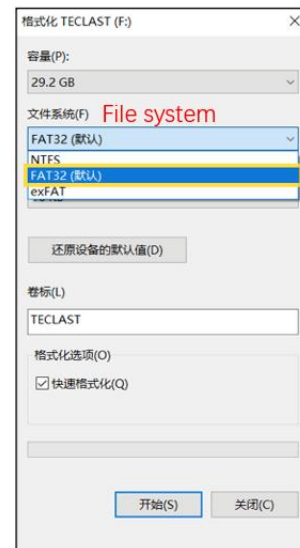 格式化 TECLAST (F:)
容量(P):
29.2 GB
文件系统(F) File system
FAT32 (默认)
NTFS
FAT32 (默认)
exFAT
还原设备的默认值(D)
卷标(L)
TECLAST
格式化选项(O)
快速格式化(Q)
开始(S) 关闭(C)